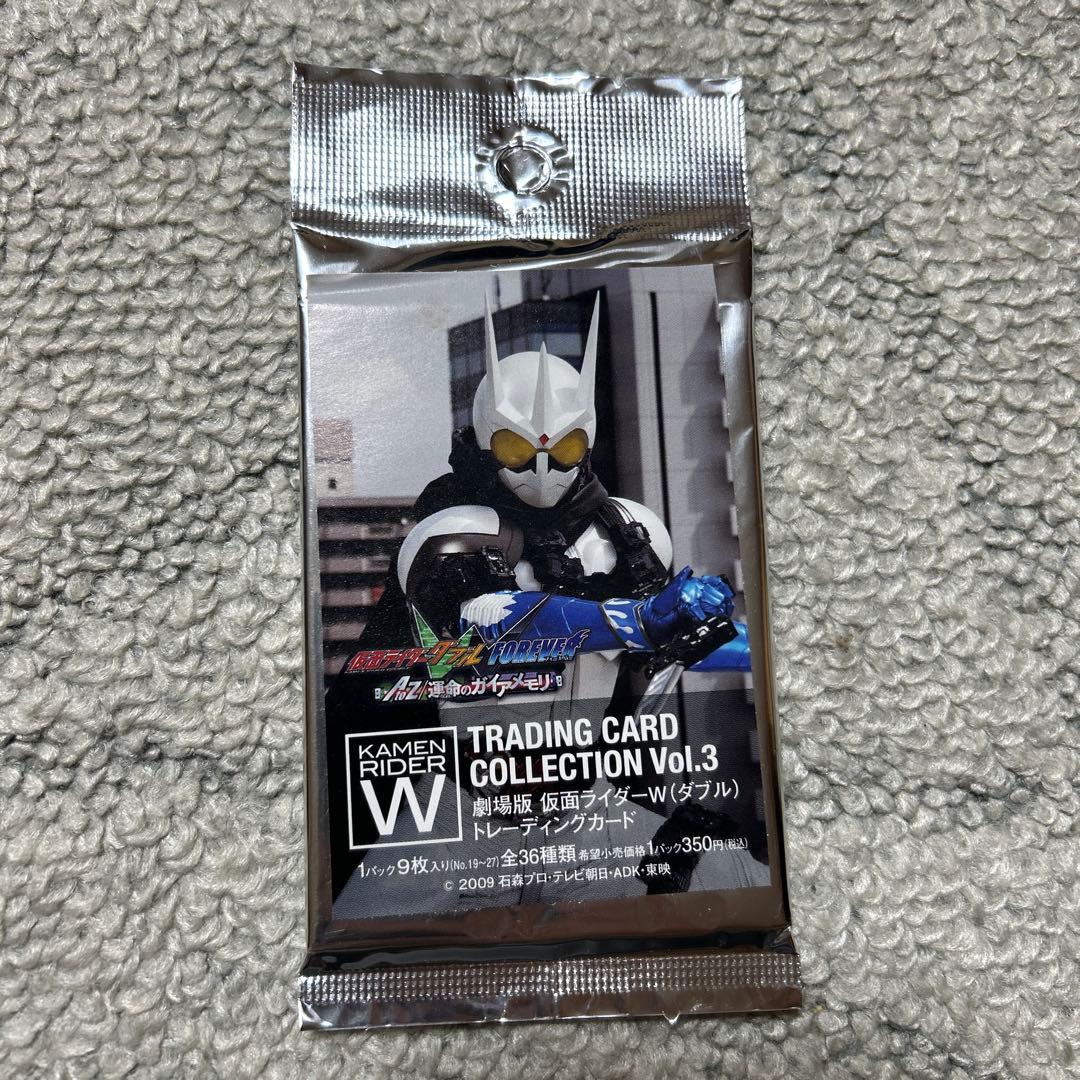 仮面ライダーダブル FOREVER
AtoZ/運命のガイアメモリ
KAMEN
RIDER
W
TRADING CARD
COLLECTION Vol.3
劇場版 仮面ライダーW(ダブル)
トレーディングカード
1パック9枚入り(No.19~27)全36種類 希望小売価格1パック350円(税込)
© 2009 石森プロ・テレビ朝日・ADK・東映